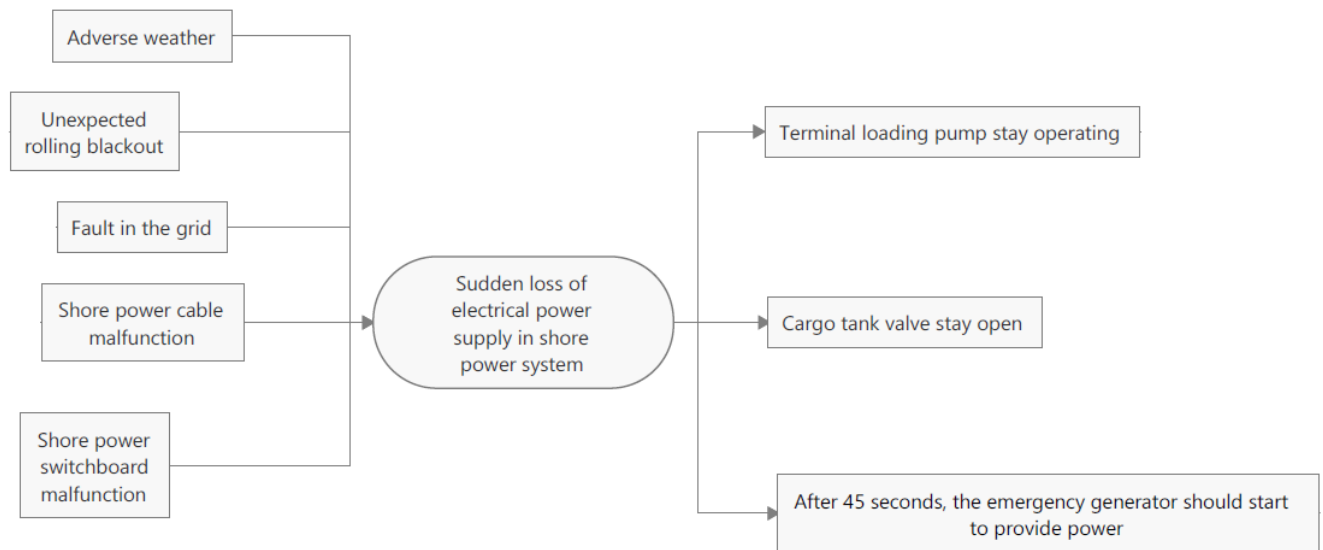 Adverse weather
Unexpected
rolling blackout
Fault in the grid
Shore power cable
malfunction
Shore power
switchboard
malfunction
Sudden loss of
electrical power
supply in shore
power system
Terminal loading pump stay operating
Cargo tank valve stay open
After 45 seconds, the emergency generator should start
to provide power